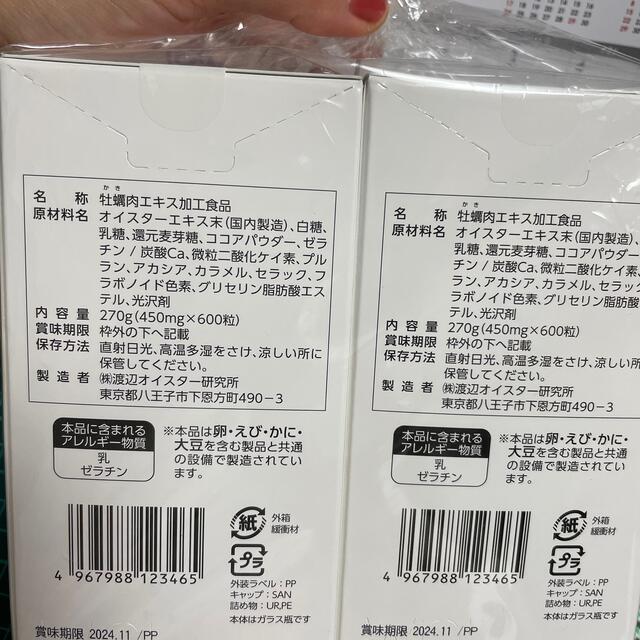 かき
名称 牡蠣肉エキス加工食品
原材料名 オイスターエキス末(国内製造)、白糖、
乳糖、還元麦芽糖、ココアパウダー、ゼラ
チン / 炭酸Ca、微粒二酸化ケイ素、プル
ラン、アカシア、カラメル、セラック、フ
ラボノイド色素、グリセリン脂肪酸エス
テル、光沢剤
内容量 270g(450mg×600粒)
賞味期限 枠外の下へ記載
保存方法 直射日光、高温多湿をさけ、涼しい所に
保管してください。
製造者 ㈱渡辺オイスター研究所
東京都八王子市下恩方町490-3
本品に含まれる
アレルギー物質
乳
ゼラチン
※本品は卵・えび・かに・
大豆を含む製品と共通
の設備で製造されてい
ます。
紙
外箱
緩衝材
プラ
外装ラベル:PP
キャップ:SAN
詰め物:UR,PE
本体はガラス瓶です
4 967988 123465
賞味期限 2024.11 /PP
かき
名称 牡蠣肉エキス加工食品
原材料名 オイスターエキス末(国内製造)、
乳糖、還元麦芽糖、ココアパウダー
チン / 炭酸Ca、微粒二酸化ケイ素、
ラン、アカシア、カラメル、セラック
ラボノイド色素、グリセリン脂肪酸
テル、光沢剤
内容量 270g(450mg×600粒)
賞味期限 枠外の下へ記載
保存方法 直射日光、高温多湿をさけ、涼しい所
保管してください。
製造者 ㈱渡辺オイスター研究所
東京都八王子市下恩方町490-3
本品に含まれる
アレルギー物質
乳
ゼラチン
※本品は卵・えび・かに・
大豆を含む製品と共通
の設備で製造されてい
ます。
紙
外箱
緩衝材
プラ
外装ラベル:PP
キャップ:SAN
詰め物:UR,PE
本体はガラス瓶です
4 967988 123465
賞味期限 2024.11 /PP